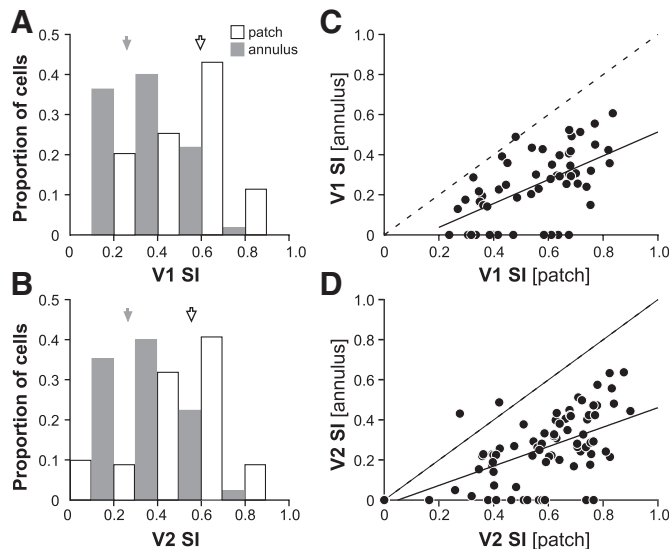 A
Proportion of cells
0.5
0.4
0.3
0.2
0.1
0
0 0.2 0.4 0.6 0.8 1.0
V1 SI
patch
annulus
C
V1 SI [annulus]
1.0
0.8
0.6
0.4
0.2
0
0 0.2 0.4 0.6 0.8 1.0
V1 SI [patch]
B
Proportion of cells
0.5
0.4
0.3
0.2
0.1
0
0 0.2 0.4 0.6 0.8 1.0
V2 SI
D
V2 SI [annulus]
1.0
0.8
0.6
0.4
0.2
0
0 0.2 0.4 0.6 0.8 1.0
V2 SI [patch]